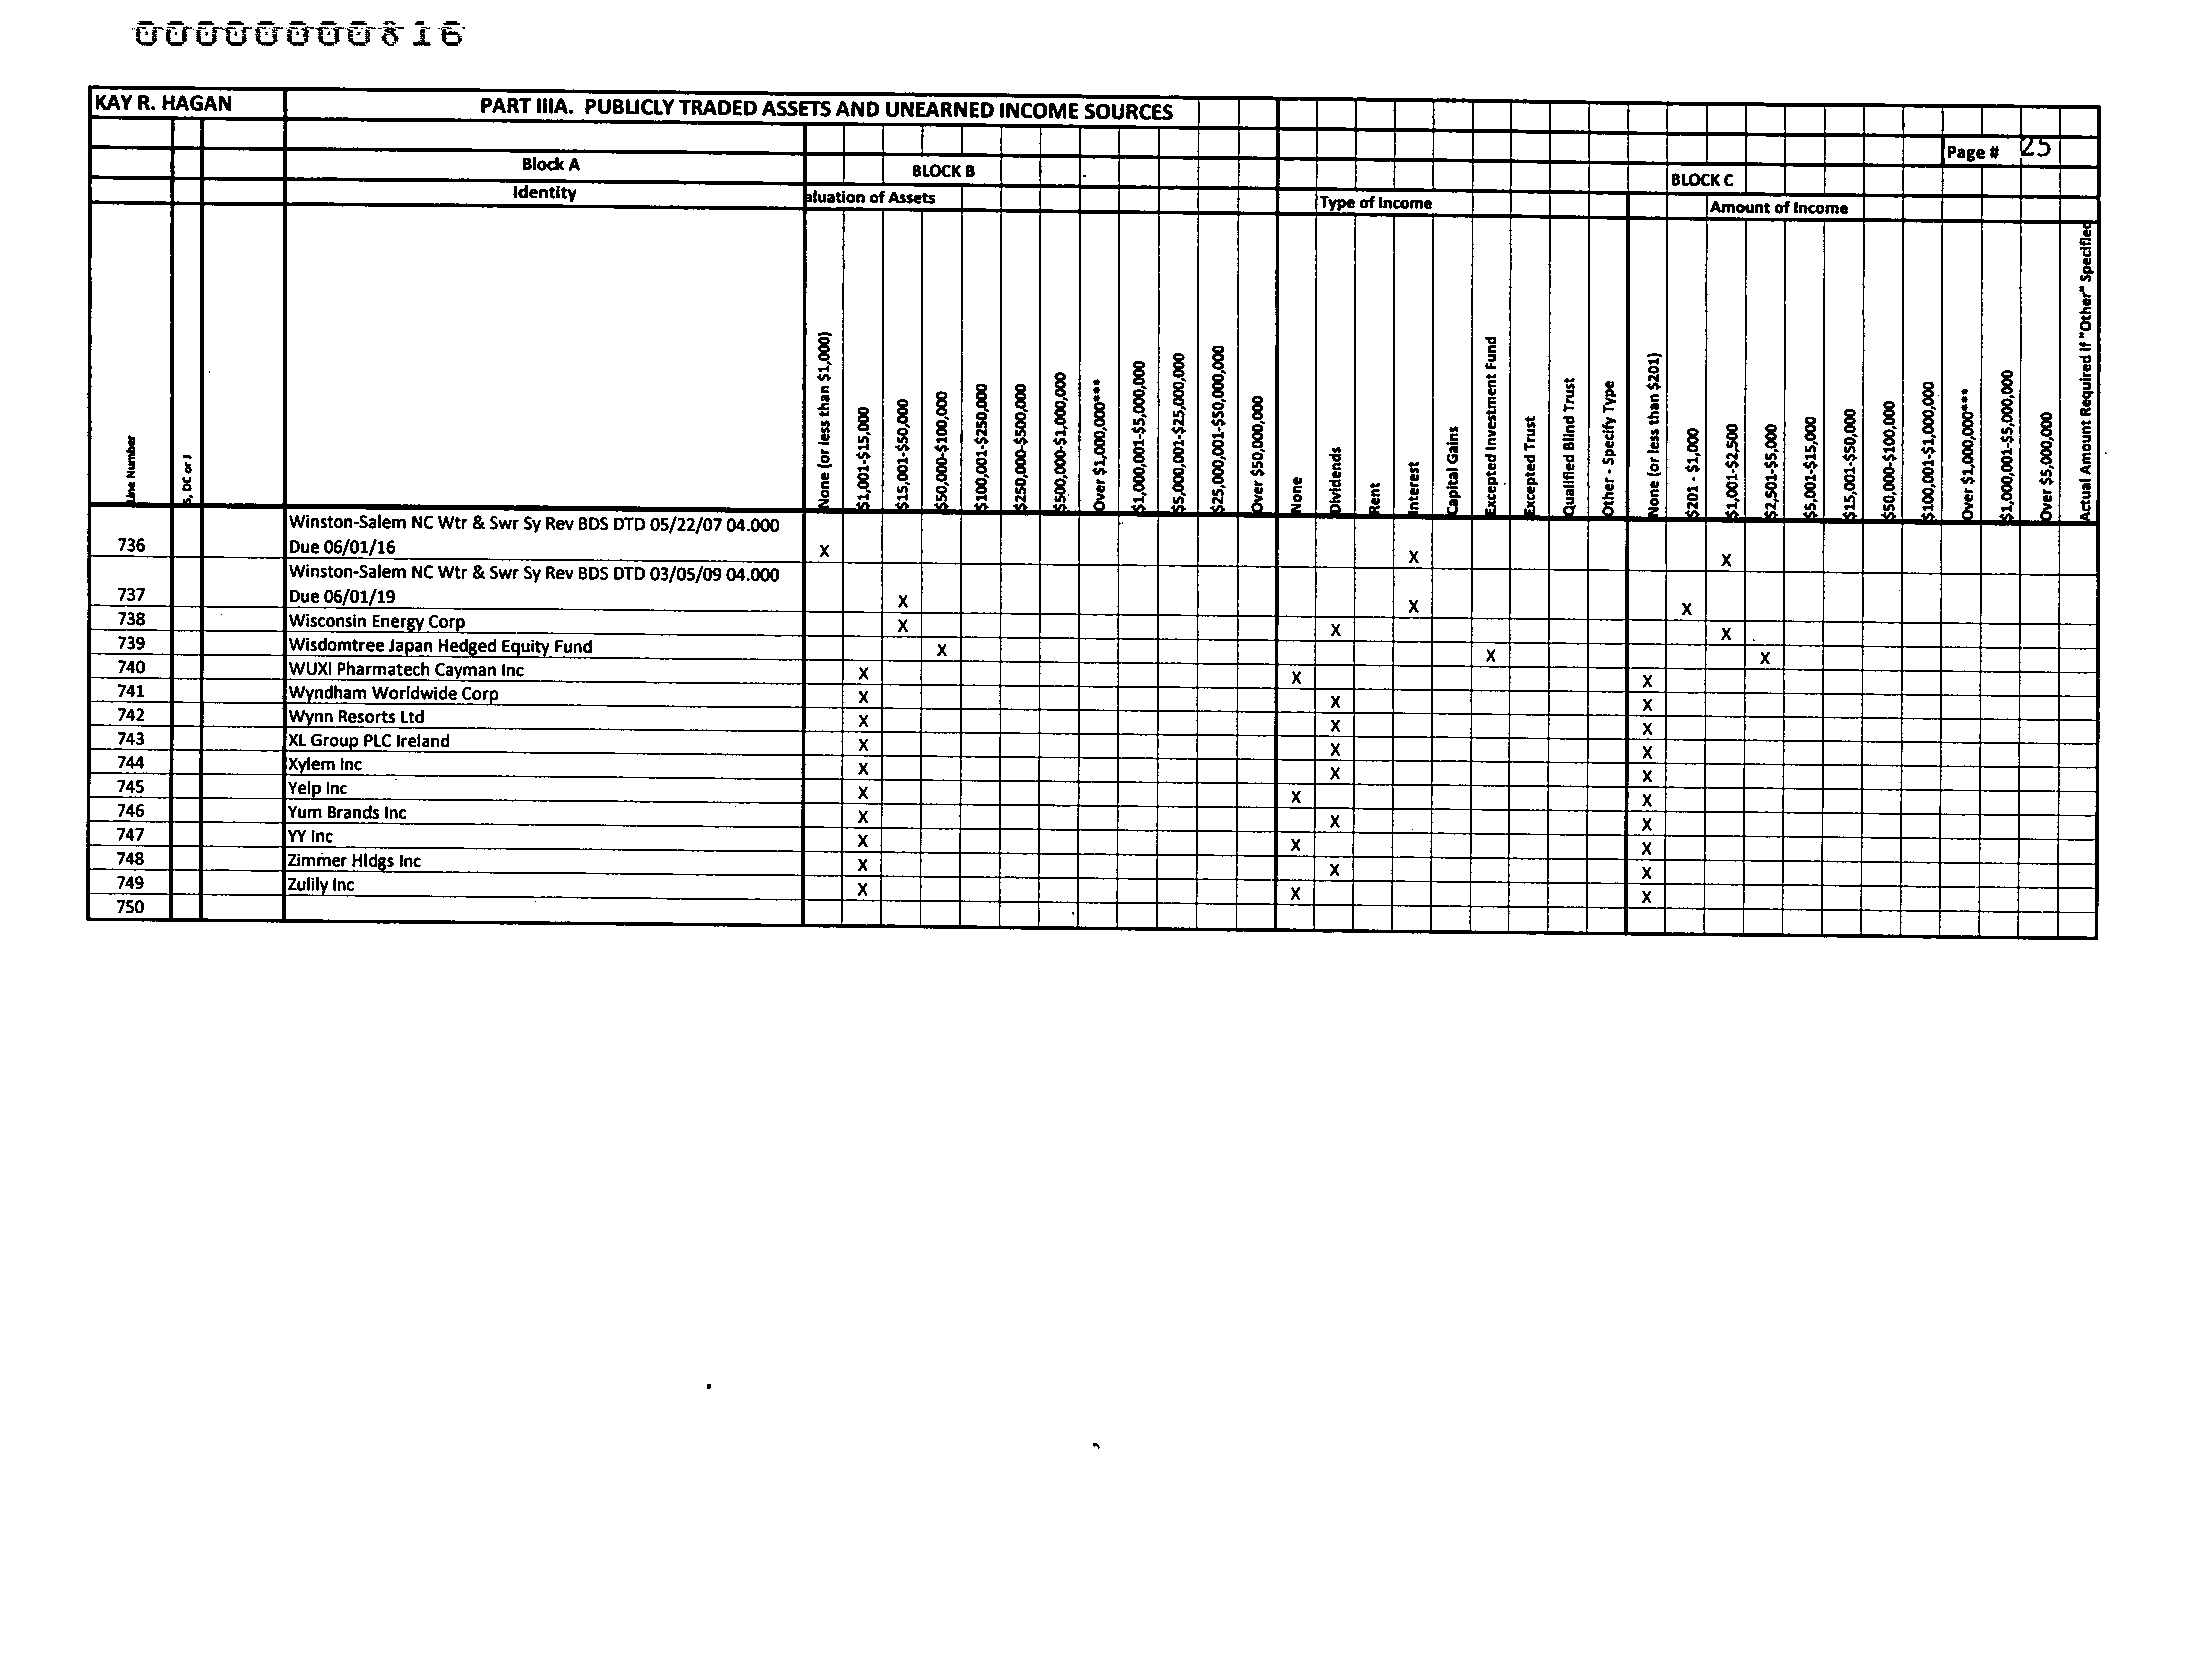 00000000816
KAY R. HAGAN PART IIIA. PUBLICLY TRADED ASSETS AND UNEARNED INCOME SOURCES
Page # 25
Block A BLOCK B BLOCK C
Identity aluation of Assets Type of Income Amount of Income
Line Number
S, DC or J
None (or less than $1,000)
$1,001-$15,000
$15,001-$50,000
$50,000-$100,000
$100,001-$250,000
$250,000-$500,000
$500,000-$1,000,000
Over $1,000,000***
$1,000,001-$5,000,000
$5,000,001-$25,000,000
$25,000,001-$50,000,000
Over $50,000,000
None
Dividends
Rent
Interest
Capital Gains
Excepted Investment Fund
Excepted Trust
Qualified Blind Trust
Other - Specify Type
None (or less than $201)
$201 - $1,000
$1,001-$2,500
$2,501-$5,000
$5,001-$15,000
$15,001-$50,000
$50,000-$100,000
$100,001-$1,000,000
Over $1,000,000***
$1,000,001-$5,000,000
Over $5,000,000
Actual Amount Required if "Other" Specified
Winston-Salem NC Wtr & Swr Sy Rev BDS DTD 05/22/07 04.000
736 Due 06/01/16 X X X
Winston-Salem NC Wtr & Swr Sy Rev BDS DTD 03/05/09 04.000
737 Due 06/01/19 X X X
738 Wisconsin Energy Corp X X X
739 Wisdomtree Japan Hedged Equity Fund X X X
740 WUXI Pharmatech Cayman Inc X X X
741 Wyndham Worldwide Corp X X X
742 Wynn Resorts Ltd X X X
743 XL Group PLC Ireland X X X
744 Xylem Inc X X X
745 Yelp Inc X X X
746 Yum Brands Inc X X X
747 YY Inc X X X
748 Zimmer Hldgs Inc X X X
749 Zulily Inc X X X
750